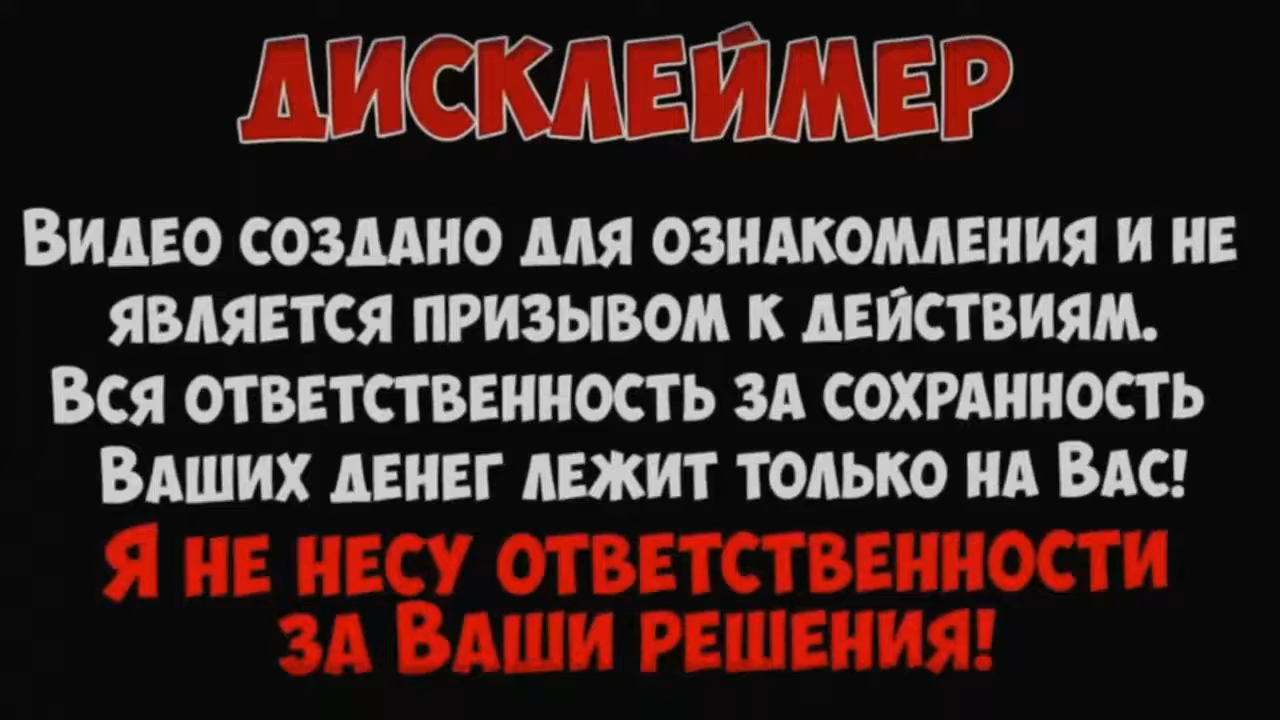 ДИСКЛЕЙМЕР
Видео создано для ознакомления и не
является призывом к действиям.
Вся ответственность за сохранность
Ваших денег лежит только на Вас!
Я не несу ответственности
за Ваши решения!